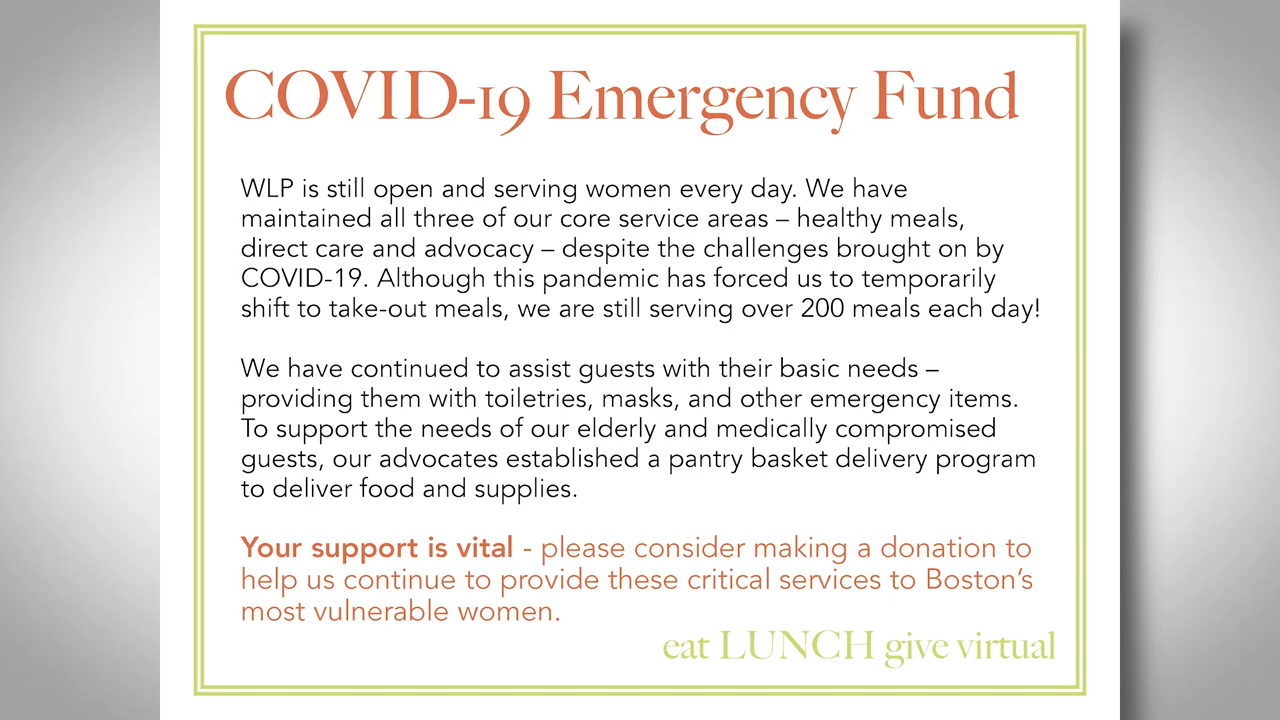 COVID-19 Emergency Fund
WLP is still open and serving women every day. We have
maintained all three of our core service areas – healthy meals,
direct care and advocacy – despite the challenges brought on by
COVID-19. Although this pandemic has forced us to temporarily
shift to take-out meals, we are still serving over 200 meals each day!
We have continued to assist guests with their basic needs –
providing them with toiletries, masks, and other emergency items.
To support the needs of our elderly and medically compromised
guests, our advocates established a pantry basket delivery program
to deliver food and supplies.
Your support is vital - please consider making a donation to
help us continue to provide these critical services to Boston's
most vulnerable women.
eat LUNCH give virtual